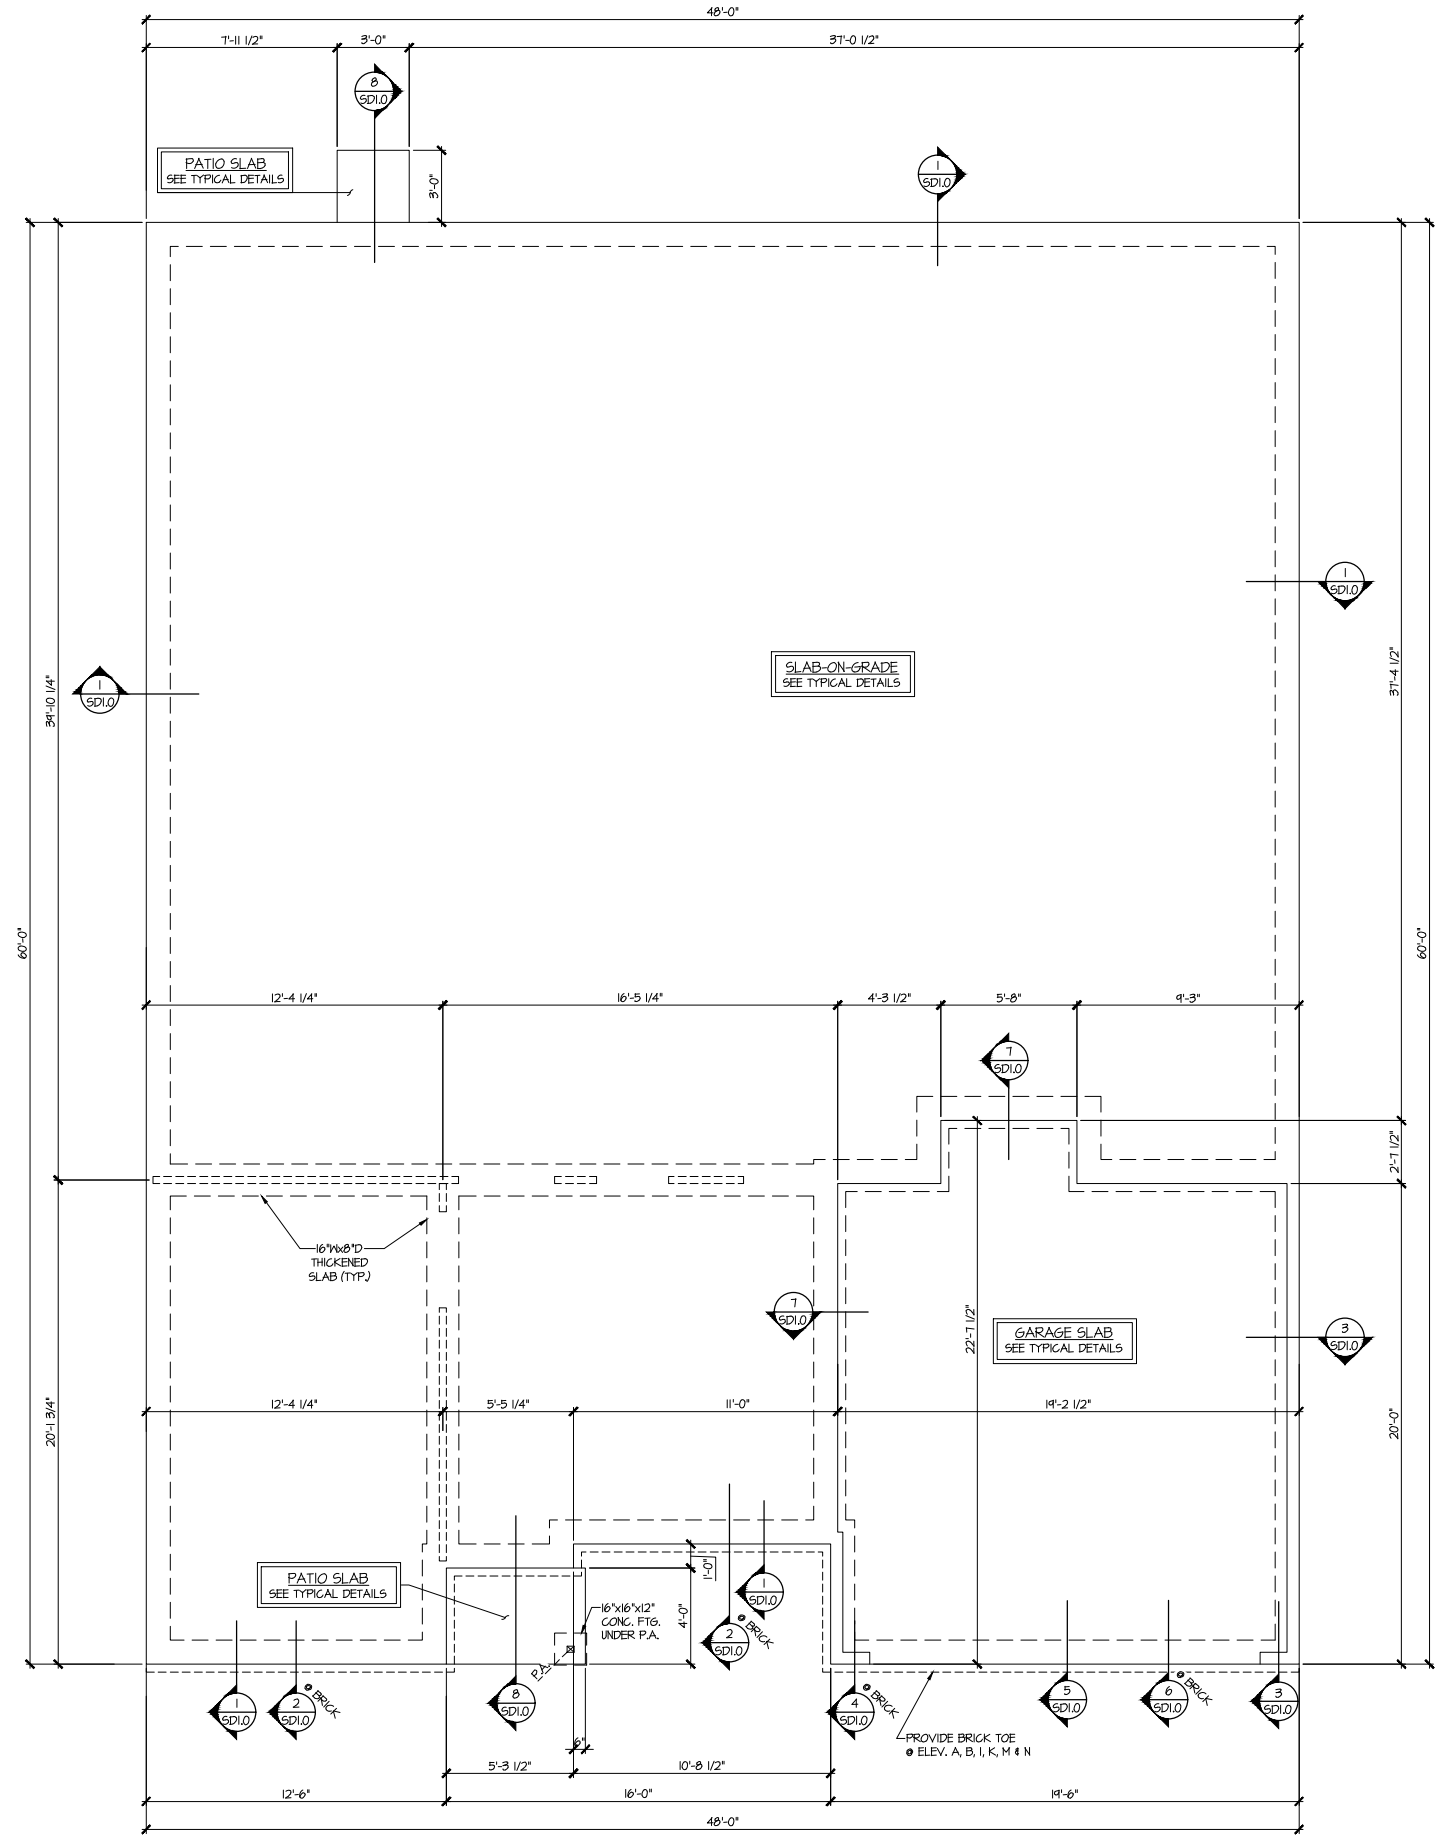 48'-0"
7'-11 1/2"
3'-0"
37'-0 1/2"
8
SD1.0
PATIO SLAB
SEE TYPICAL DETAILS
3'-0"
1
SD1.0
1
SD1.0
SLAB-ON-GRADE
SEE TYPICAL DETAILS
1
SD1.0
39'-10 1/4"
37'-4 1/2"
60'-0"
60'-0"
12'-4 1/4"
16'-5 1/4"
4'-3 1/2"
5'-8"
9'-3"
7
SD1.0
2'-7 1/2"
16"Wx8"D
THICKENED
SLAB (TYP.)
7
SD1.0
22'-7 1/2"
GARAGE SLAB
SEE TYPICAL DETAILS
3
SD1.0
12'-4 1/4"
5'-5 1/4"
11'-0"
19'-2 1/2"
20'-1 3/4"
20'-0"
1'-0"
PATIO SLAB
SEE TYPICAL DETAILS
16"x16"x12"
CONC. FTG.
UNDER P.A.
4'-0"
1
SD1.0
2
SD1.0
@ BRICK
P.A.
1
SD1.0
2
SD1.0
@ BRICK
8
SD1.0
4
SD1.0
@ BRICK
5
SD1.0
6
SD1.0
@ BRICK
3
SD1.0
PROVIDE BRICK TOE
@ ELEV. A, B, I, K, M & N
6"
5'-3 1/2"
10'-8 1/2"
12'-6"
16'-0"
19'-6"
48'-0"